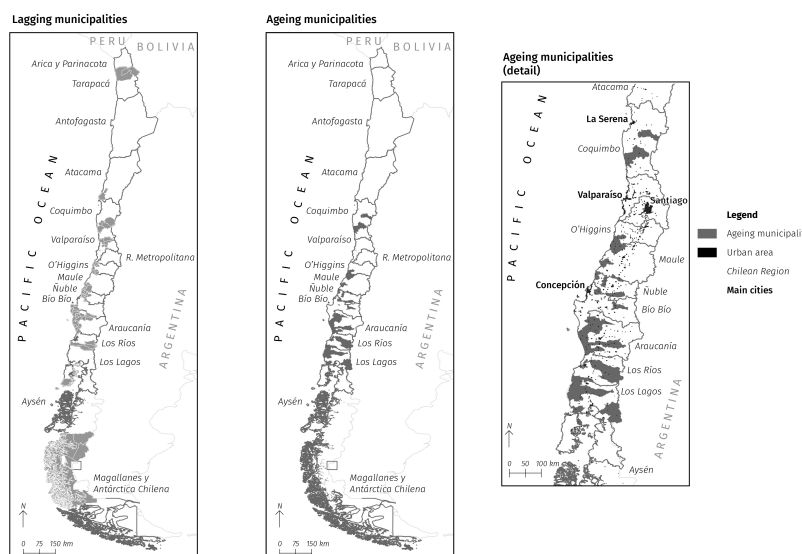 Lagging municipalities
PERU
BOLIVIA
Arica y Parinacota
Tarapacá
Antofagasta
Atacama
Coquimbo
Valparaíso
R. Metropolitana
O'Higgins
Maule
Ñuble
Bío Bío
Araucanía
Los Ríos
Los Lagos
Aysén
Magallanes y
Antárctica Chilena
PACIFIC OCEAN
ARGENTINA
N
0 75 150 km
Ageing municipalities
PERU
BOLIVIA
Arica y Parinacota
Tarapacá
Antofagasta
Atacama
Coquimbo
Valparaíso
R. Metropolitana
O'Higgins
Maule
Ñuble
Bío Bío
Araucanía
Los Ríos
Los Lagos
Aysén
Magallanes y
Antárctica Chilena
PACIFIC OCEAN
ARGENTINA
N
0 75 150 km
Ageing municipalities
(detail)
Atacama
La Serena
Coquimbo
Valparaíso
Santiago
O'Higgins
Maule
Concepción
Ñuble
Bío Bío
Araucanía
Los Ríos
Los Lagos
Aysén
PACIFIC OCEAN
ARGENTINA
N
0 50 100 km
Legend
Ageing municipali
Urban area
Chilean Region
Main cities